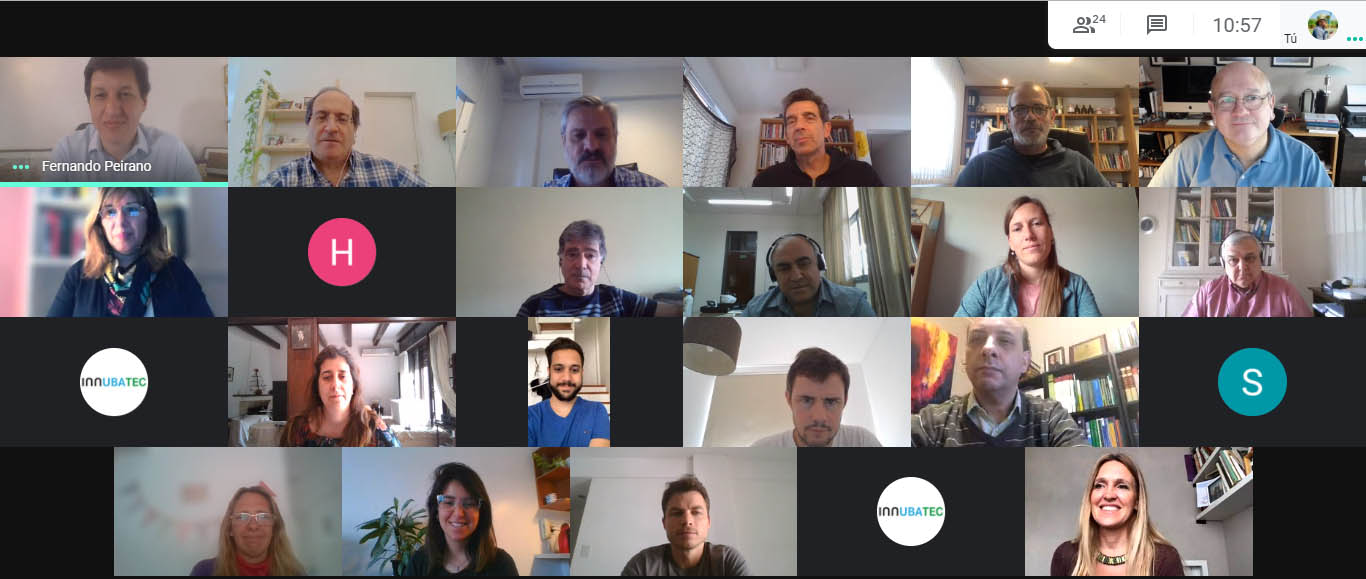 24
10:57
Tú
Fernando Peirano
H
INNUBATEC
S
INNUBATEC